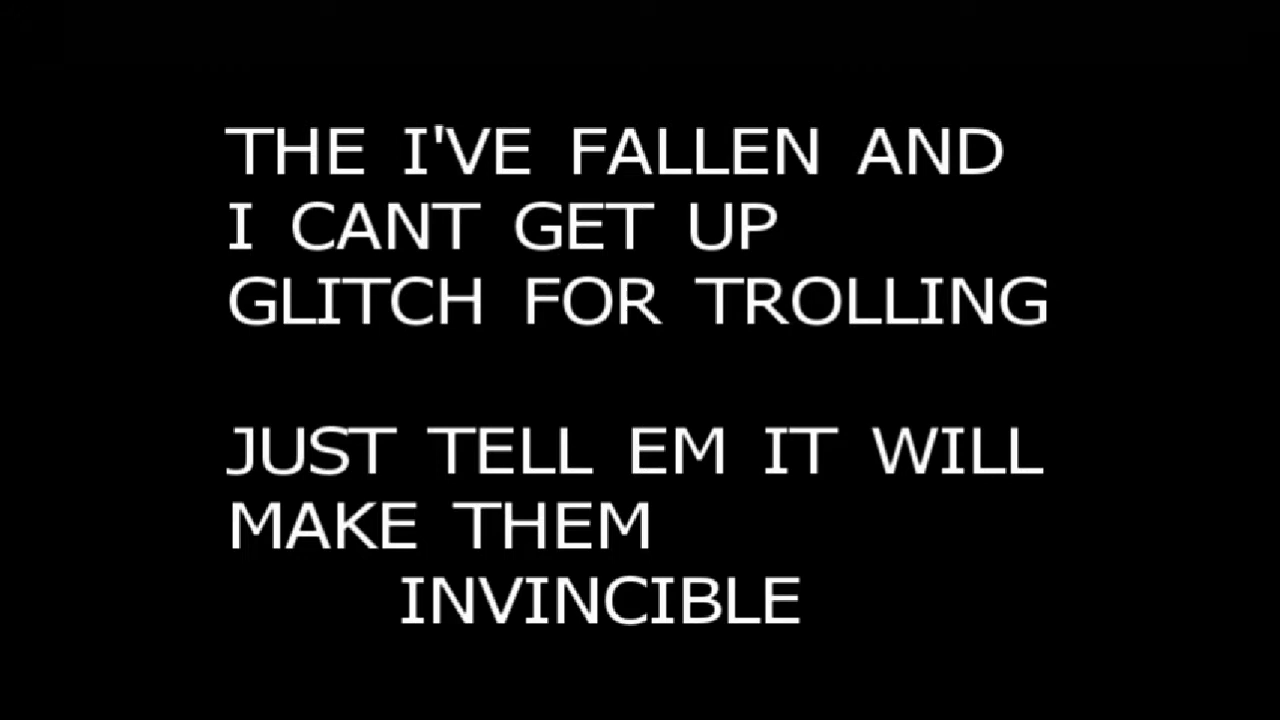 THE I'VE FALLEN AND
I CANT GET UP
GLITCH FOR TROLLING
JUST TELL EM IT WILL
MAKE THEM
INVINCIBLE